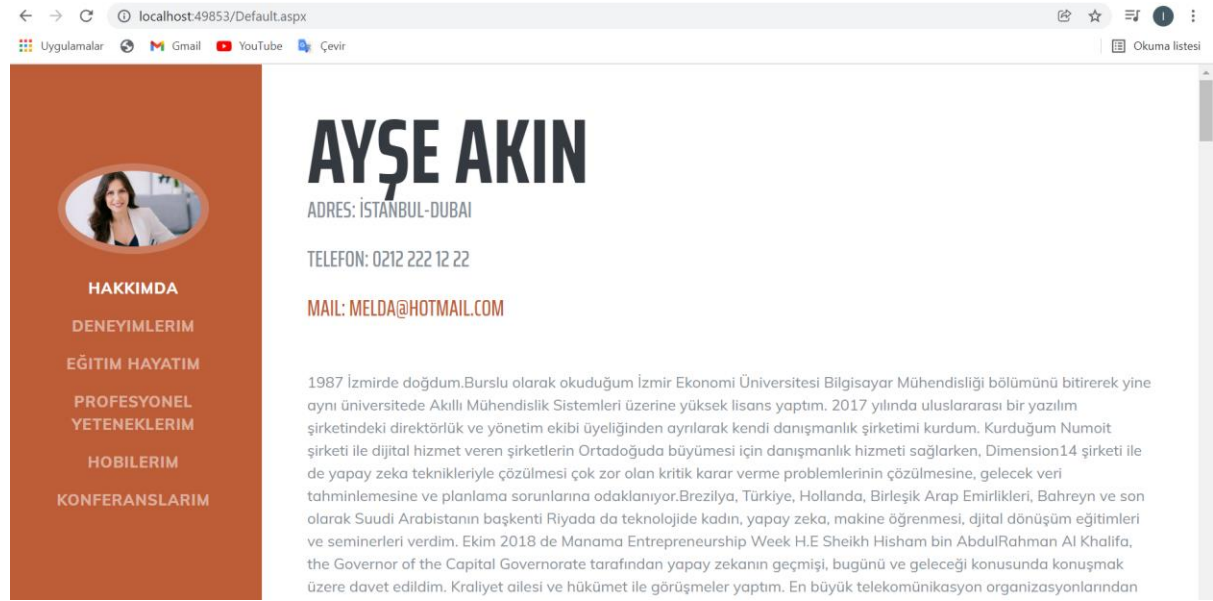 localhost:49853/Default.aspx
I
Uygulamalar Gmail YouTube Çevir Okuma listesi
AYŞE AKIN
ADRES: İSTANBUL-DUBAI
TELEFON: 0212 222 12 22
MAIL: MELDA@HOTMAIL.COM
HAKKIMDA
DENEYIMLERIM
EĞITIM HAYATIM
PROFESYONEL
YETENEKLERIM
HOBILERIM
KONFERANSLARIM
1987 İzmirde doğdum.Burslu olarak okuduğum İzmir Ekonomi Üniversitesi Bilgisayar Mühendisliği bölümünü bitirerek yine
aynı üniversitede Akıllı Mühendislik Sistemleri üzerine yüksek lisans yaptım. 2017 yılında uluslararası bir yazılım
şirketindeki direktörlük ve yönetim ekibi üyeliğinden ayrılarak kendi danışmanlık şirketimi kurdum. Kurduğum Numoit
şirketi ile dijital hizmet veren şirketlerin Ortadoğuda büyümesi için danışmanlık hizmeti sağlarken, Dimension14 şirketi ile
de yapay zeka teknikleriyle çözülmesi çok zor olan kritik karar verme problemlerinin çözülmesine, gelecek veri
tahminlemesine ve planlama sorunlarına odaklanıyor.Brezilya, Türkiye, Hollanda, Birleşik Arap Emirlikleri, Bahreyn ve son
olarak Suudi Arabistanın başkenti Riyada da teknolojide kadın, yapay zeka, makine öğrenmesi, djital dönüşüm eğitimleri
ve seminerleri verdim. Ekim 2018 de Manama Entrepreneurship Week H.E Sheikh Hisham bin AbdulRahman Al Khalifa,
the Governor of the Capital Governorate tarafından yapay zekanın geçmişi, bugünü ve geleceği konusunda konuşmak
üzere davet edildim. Kraliyet ailesi ve hükümet ile görüşmeler yaptım. En büyük telekomünikasyon organizasyonlarından